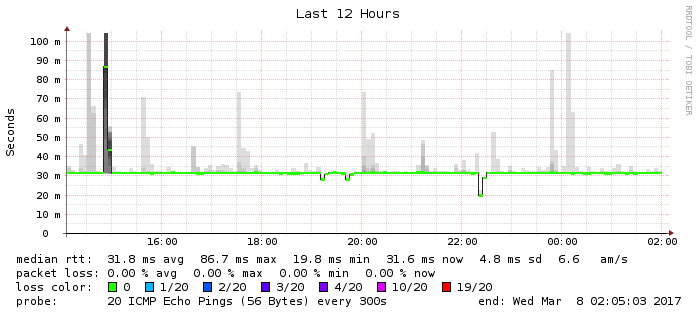 Last 12 Hours
RRDTOOL / TOBI OETIKER
Seconds
100 m
90 m
80 m
70 m
60 m
50 m
40 m
30 m
20 m
10 m
0
16:00 18:00 20:00 22:00 00:00 02:00
median rtt: 31.8 ms avg 86.7 ms max 19.8 ms min 31.6 ms now 4.8 ms sd 6.6 am/s
packet loss: 0.00 % avg 0.00 % max 0.00 % min 0.00 % now
loss color: 0 1/20 2/20 3/20 4/20 10/20 19/20
probe: 20 ICMP Echo Pings (56 Bytes) every 300s end: Wed Mar 8 02:05:03 2017